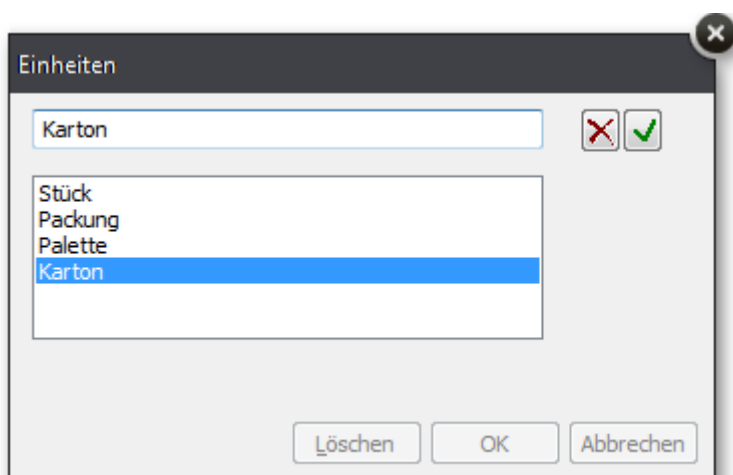 Einheiten
Karton
Stück
Packung
Palette
Karton
Löschen OK Abbrechen